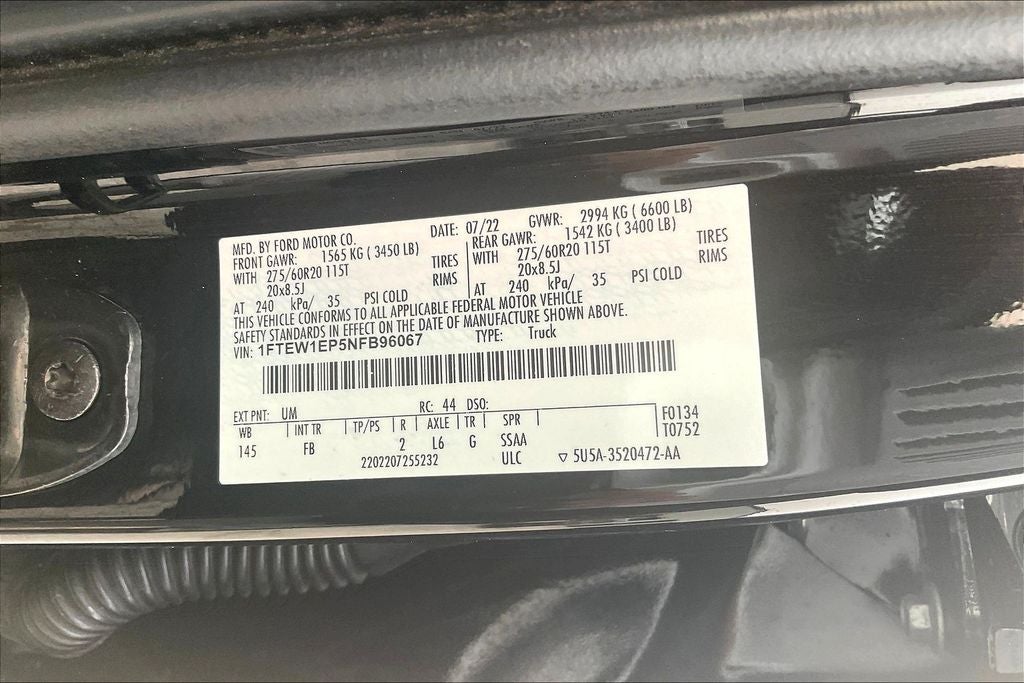 MFD. BY FORD MOTOR CO. DATE: 07/22 GVWR: 2994 KG ( 6600 LB)
FRONT GAWR: 1565 KG ( 3450 LB) REAR GAWR: 1542 KG ( 3400 LB)
WITH 275/60R20 115T TIRES WITH 275/60R20 115T TIRES
20x8.5J RIMS 20x8.5J RIMS
AT 240 kPa/ 35 PSI COLD AT 240 kPa/ 35 PSI COLD
THIS VEHICLE CONFORMS TO ALL APPLICABLE FEDERAL MOTOR VEHICLE
SAFETY STANDARDS IN EFFECT ON THE DATE OF MANUFACTURE SHOWN ABOVE.
VIN: 1FTEW1EP5NFB96067 TYPE: Truck
EXT PNT: UM RC: 44 DSO:
WB INT TR TP/PS R AXLE TR SPR F0134
145 FB 2 L6 G SSAA T0752
2202207255232 ULC ▽ 5U5A-3520472-AA